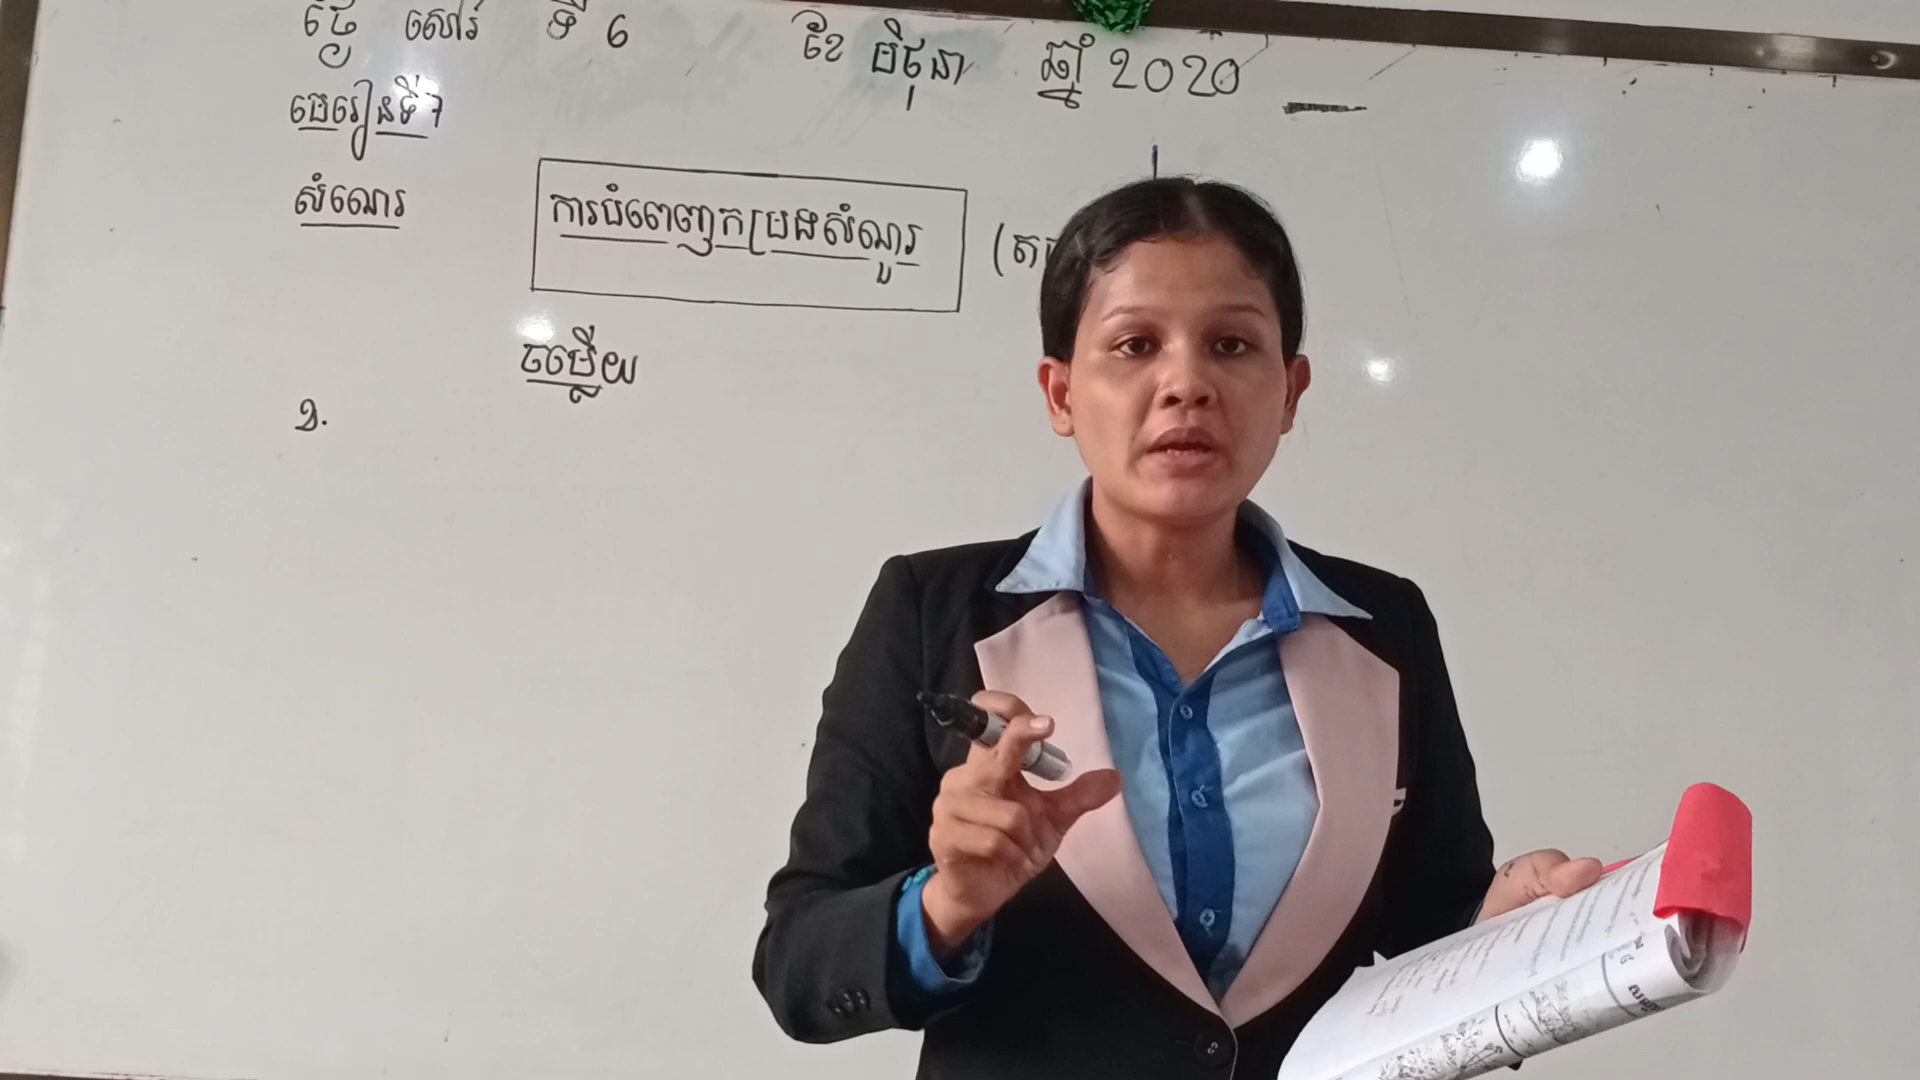 ថ្ងៃ សៅរ៍ ទី 6 ខែ មិថុនា ឆ្នាំ 2020
មេរៀនទី7
សំណេរ
ការបំពេញកម្រងសំណួរ (ត
ចម្លើយ
១.